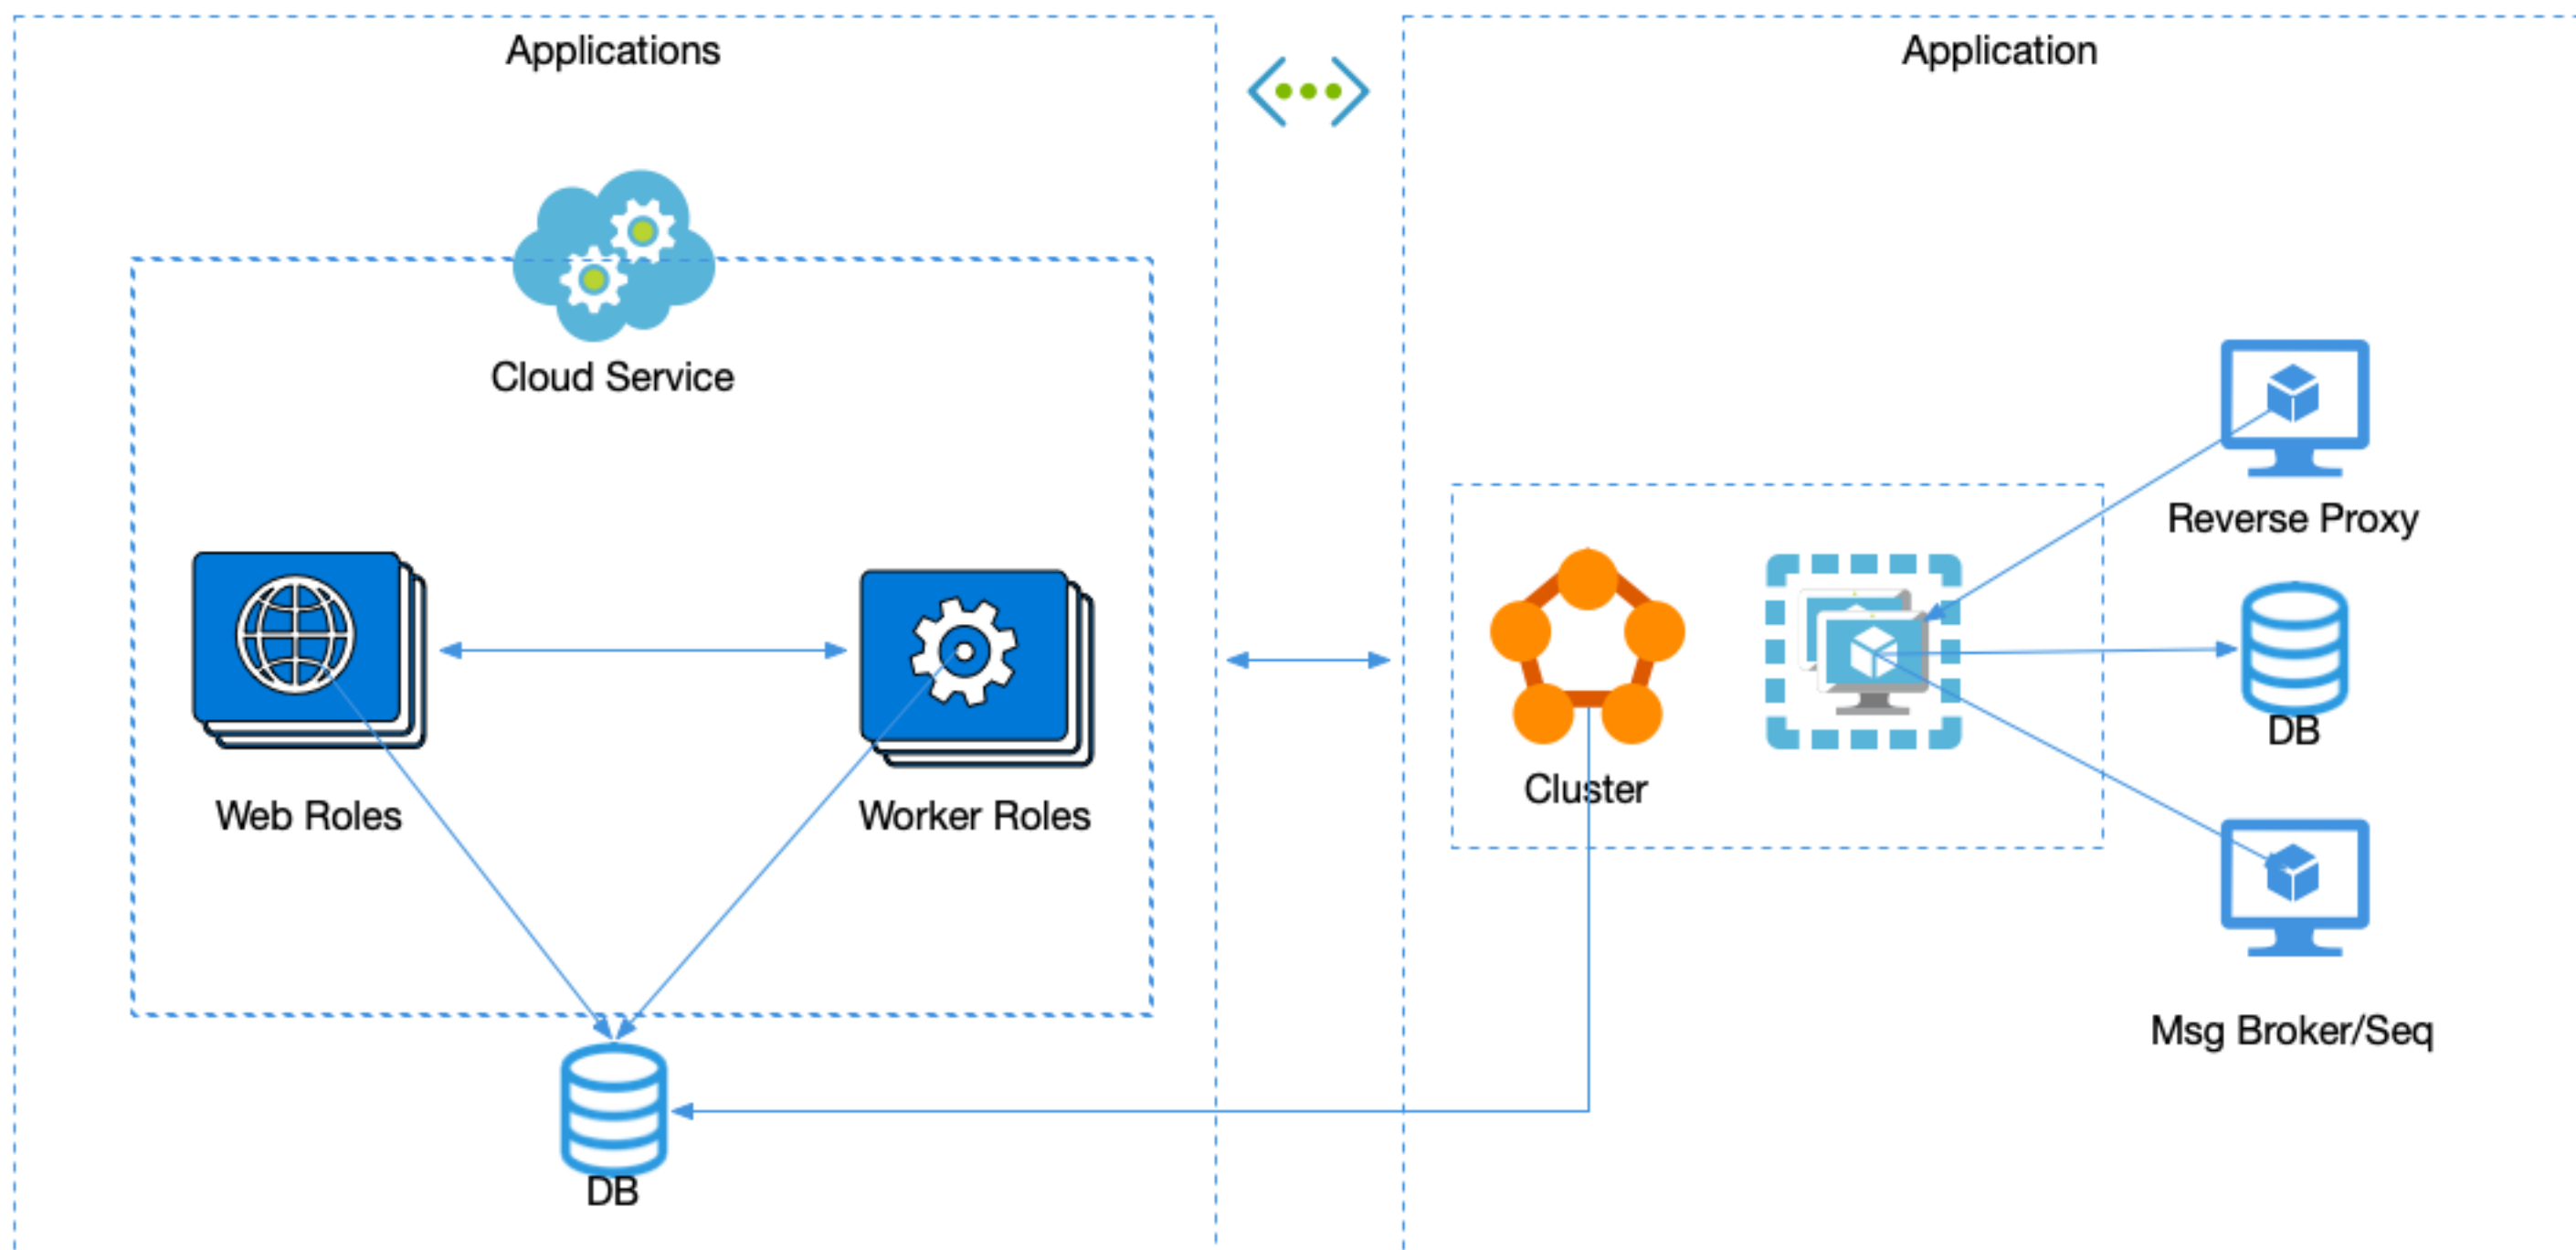 Applications
Application
Cloud Service
Reverse Proxy
DB
Cluster
Web Roles
Worker Roles
Msg Broker/Seq
DB